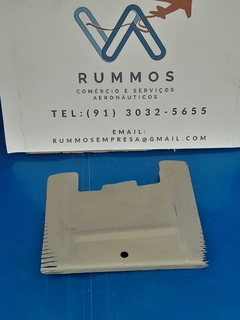 RUMMOS
COMÉRCIO E SERVIÇOS
AERONÁUTICOS
TEL:(91) 3032-5655
EMAIL:
RUMMOSEMPRESA@GMAIL.COM